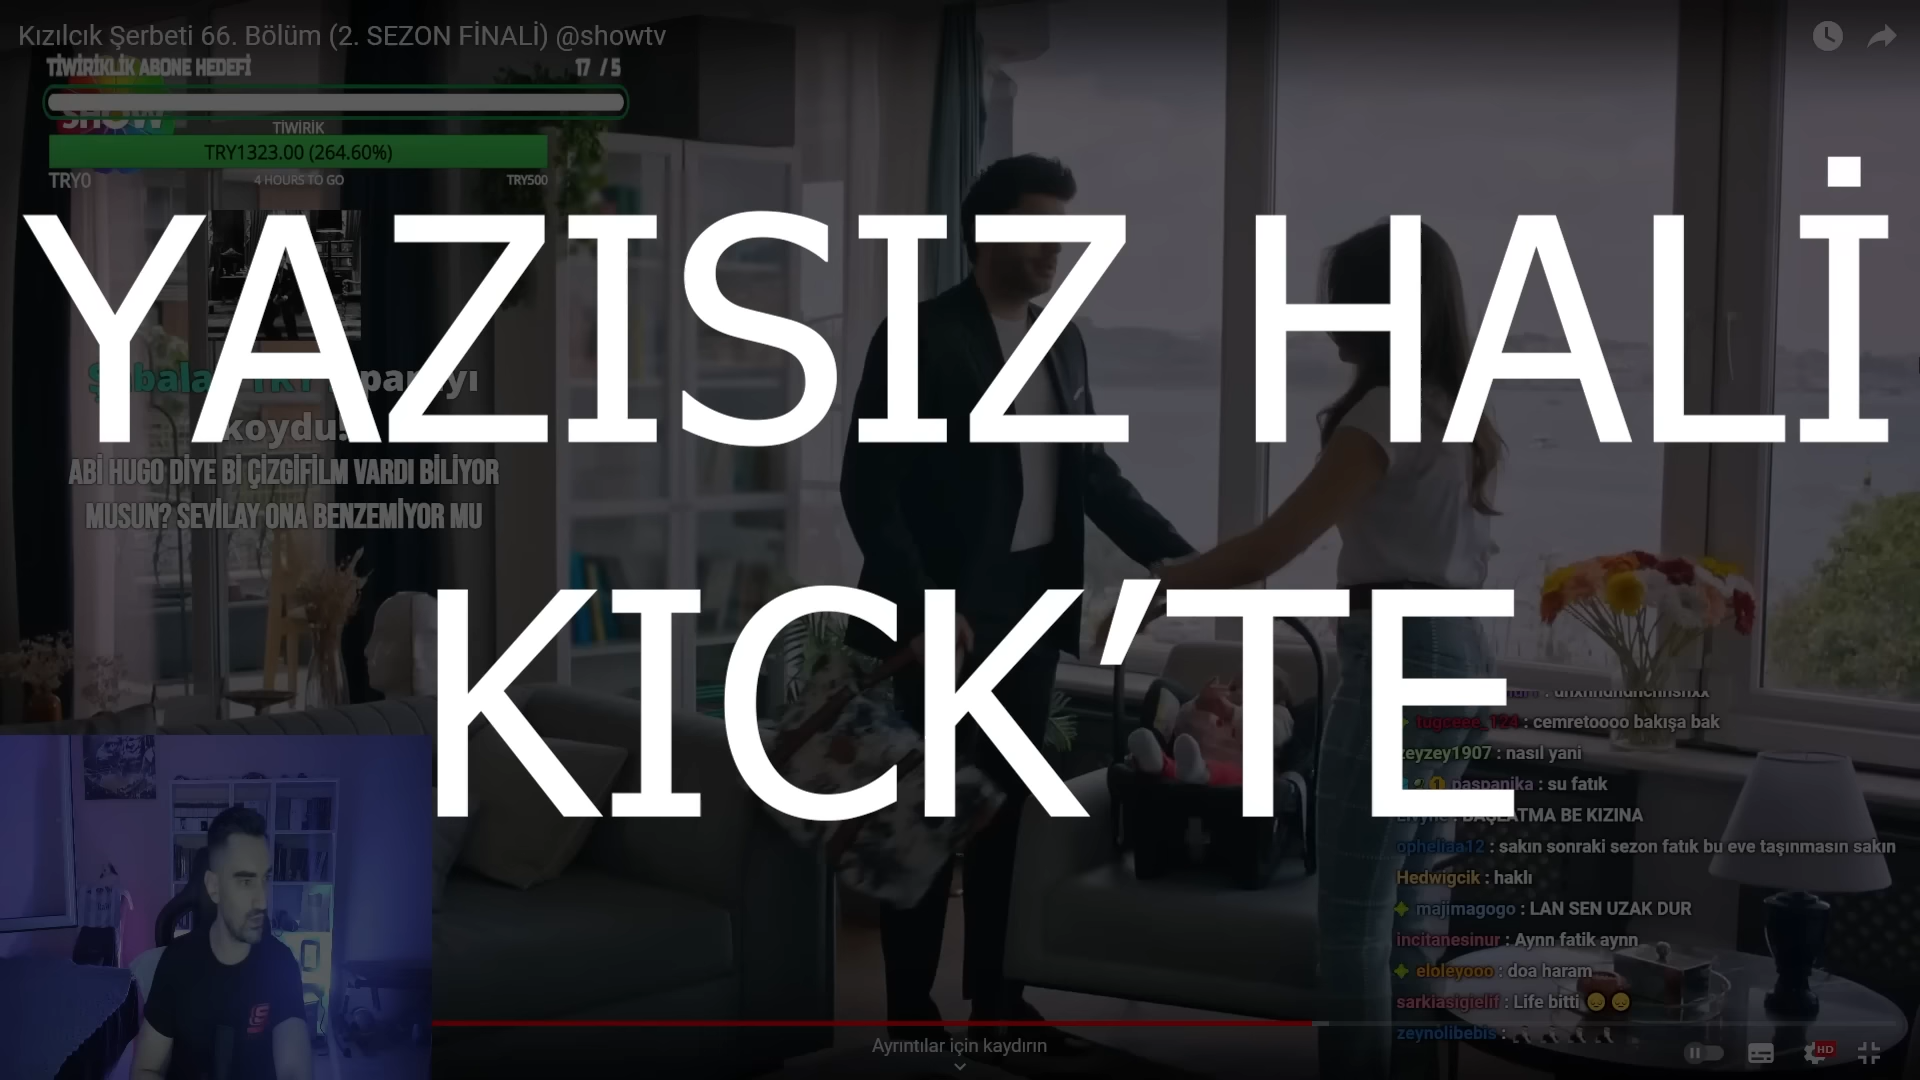 Kızılcık Şerbeti 66. Bölüm (2. SEZON FİNALİ) @showtv
TİWİRİKLİK ABONE HEDEFİ 17 / 5
SHOW
TİWİRİK
TRY1323.00 (264.60%)
TRY0 4 HOURS TO GO TRY500
YAZISIZ HALİ
koydu!
ABİ HUGO DİYE Bİ ÇİZGİFİLM VARDI BİLİYOR
MUSUN? SEVİLAY ONA BENZEMİYOR MU
KICK’TE
tugceee_124 : cemretoooo bakışa bak
zeyzey1907 : nasıl yani
paspanika : su fatık
BAŞLATMA BE KIZINA
opheliaa12 : sakın sonraki sezon fatık bu eve taşınmasın sakın
Hedwigcik : haklı
majimagogo : LAN SEN UZAK DUR
incitanesinur : Aynn fatik aynn
eloleyooo : doa haram
sarkiasigielif : Life bitti 😔😔
zeynolibebis :
Ayrıntılar için kaydırın
HD